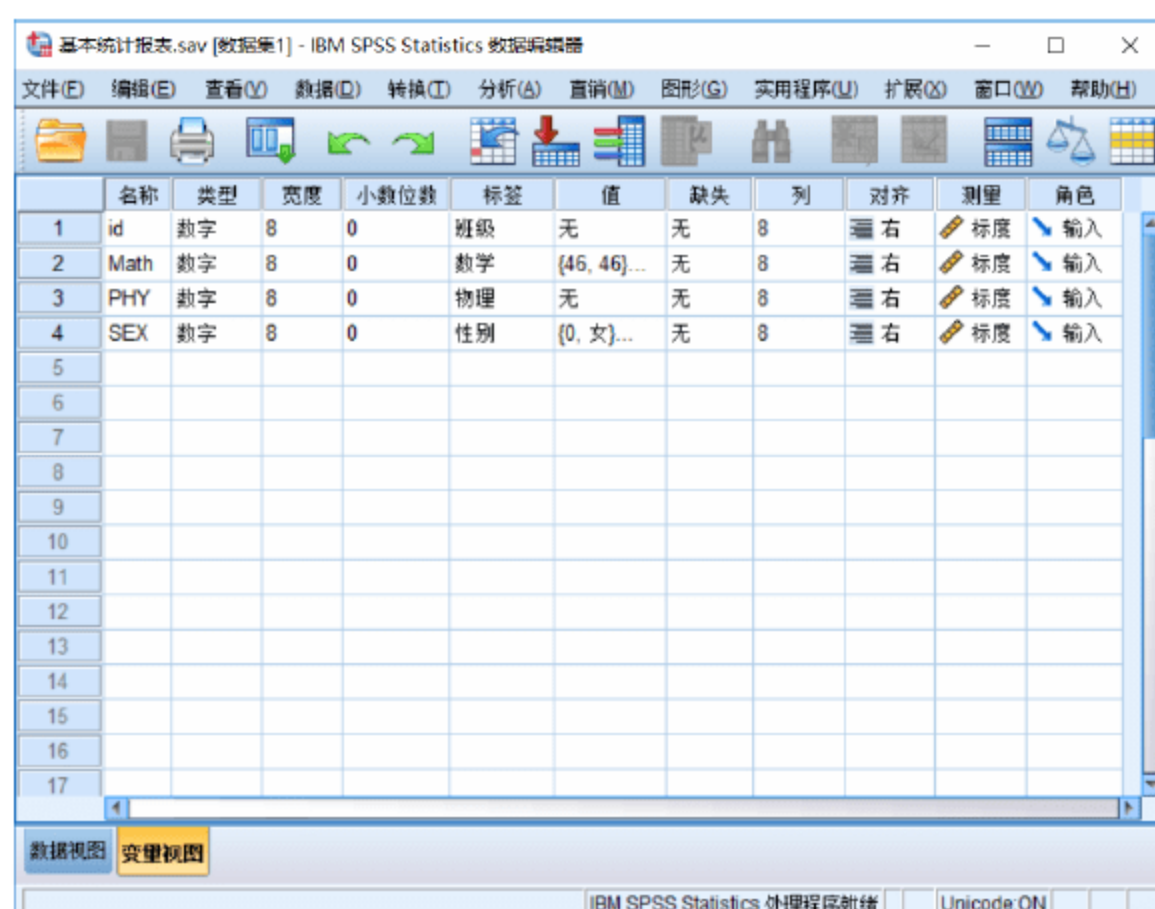 基本统计报表.sav [数据集1] - IBM SPSS Statistics 数据编辑器
文件(F) 编辑(E) 查看(V) 数据(D) 转换(T) 分析(A) 直销(M) 图形(G) 实用程序(U) 扩展(X) 窗口(W) 帮助(H)
名称 类型 宽度 小数位数 标签 值 缺失 列 对齐 测量 角色
1 id 数字 8 0 班级 无 无 8 右 标度 输入
2 Math 数字 8 0 数学 {46, 46}... 无 8 右 标度 输入
3 PHY 数字 8 0 物理 无 无 8 右 标度 输入
4 SEX 数字 8 0 性别 {0, 女}... 无 8 右 标度 输入
5
6
7
8
9
10
11
12
13
14
15
16
17
数据视图 变量视图
IBM SPSS Statistics 处理程序就绪 Unicode:ON